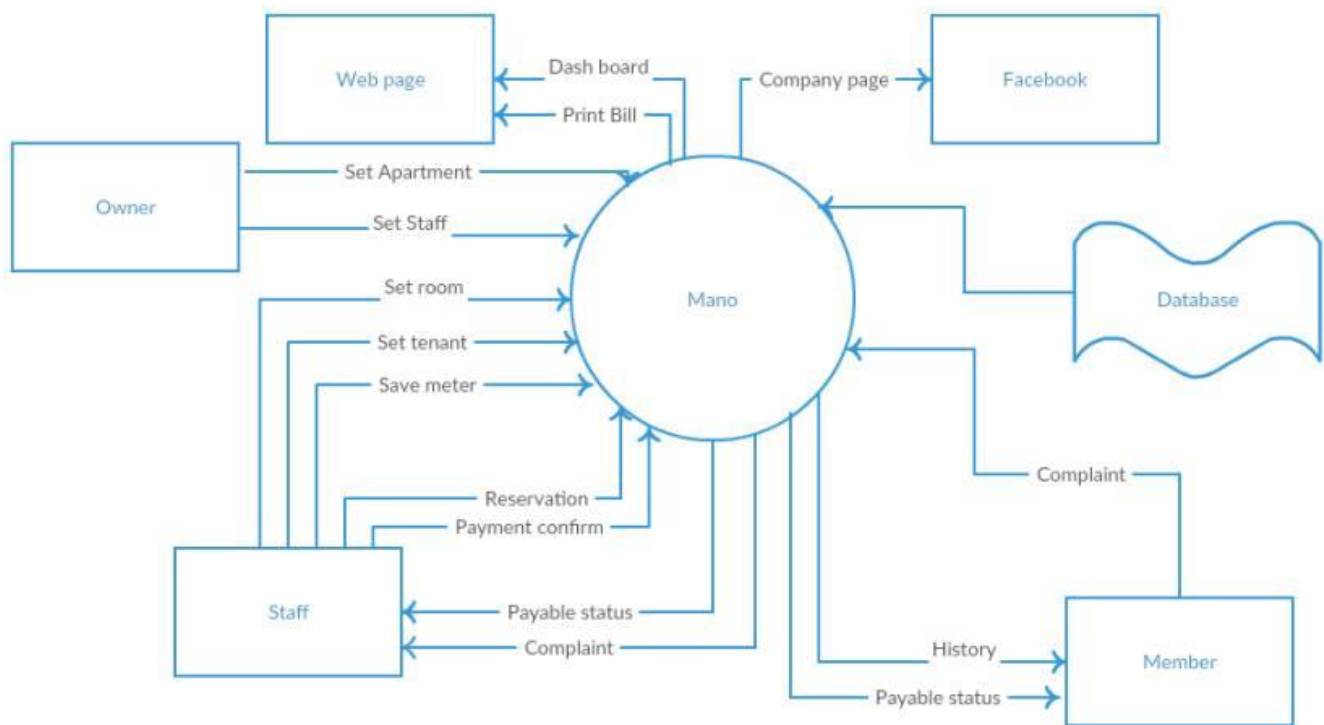 Dash board
Web page
Company page
Facebook
Print Bill
Set Apartment
Owner
Set Staff
Set room
Mano
Database
Set tenant
Save meter
Complaint
Reservation
Payment confirm
Staff
Payable status
Complaint
History
Member
Payable status